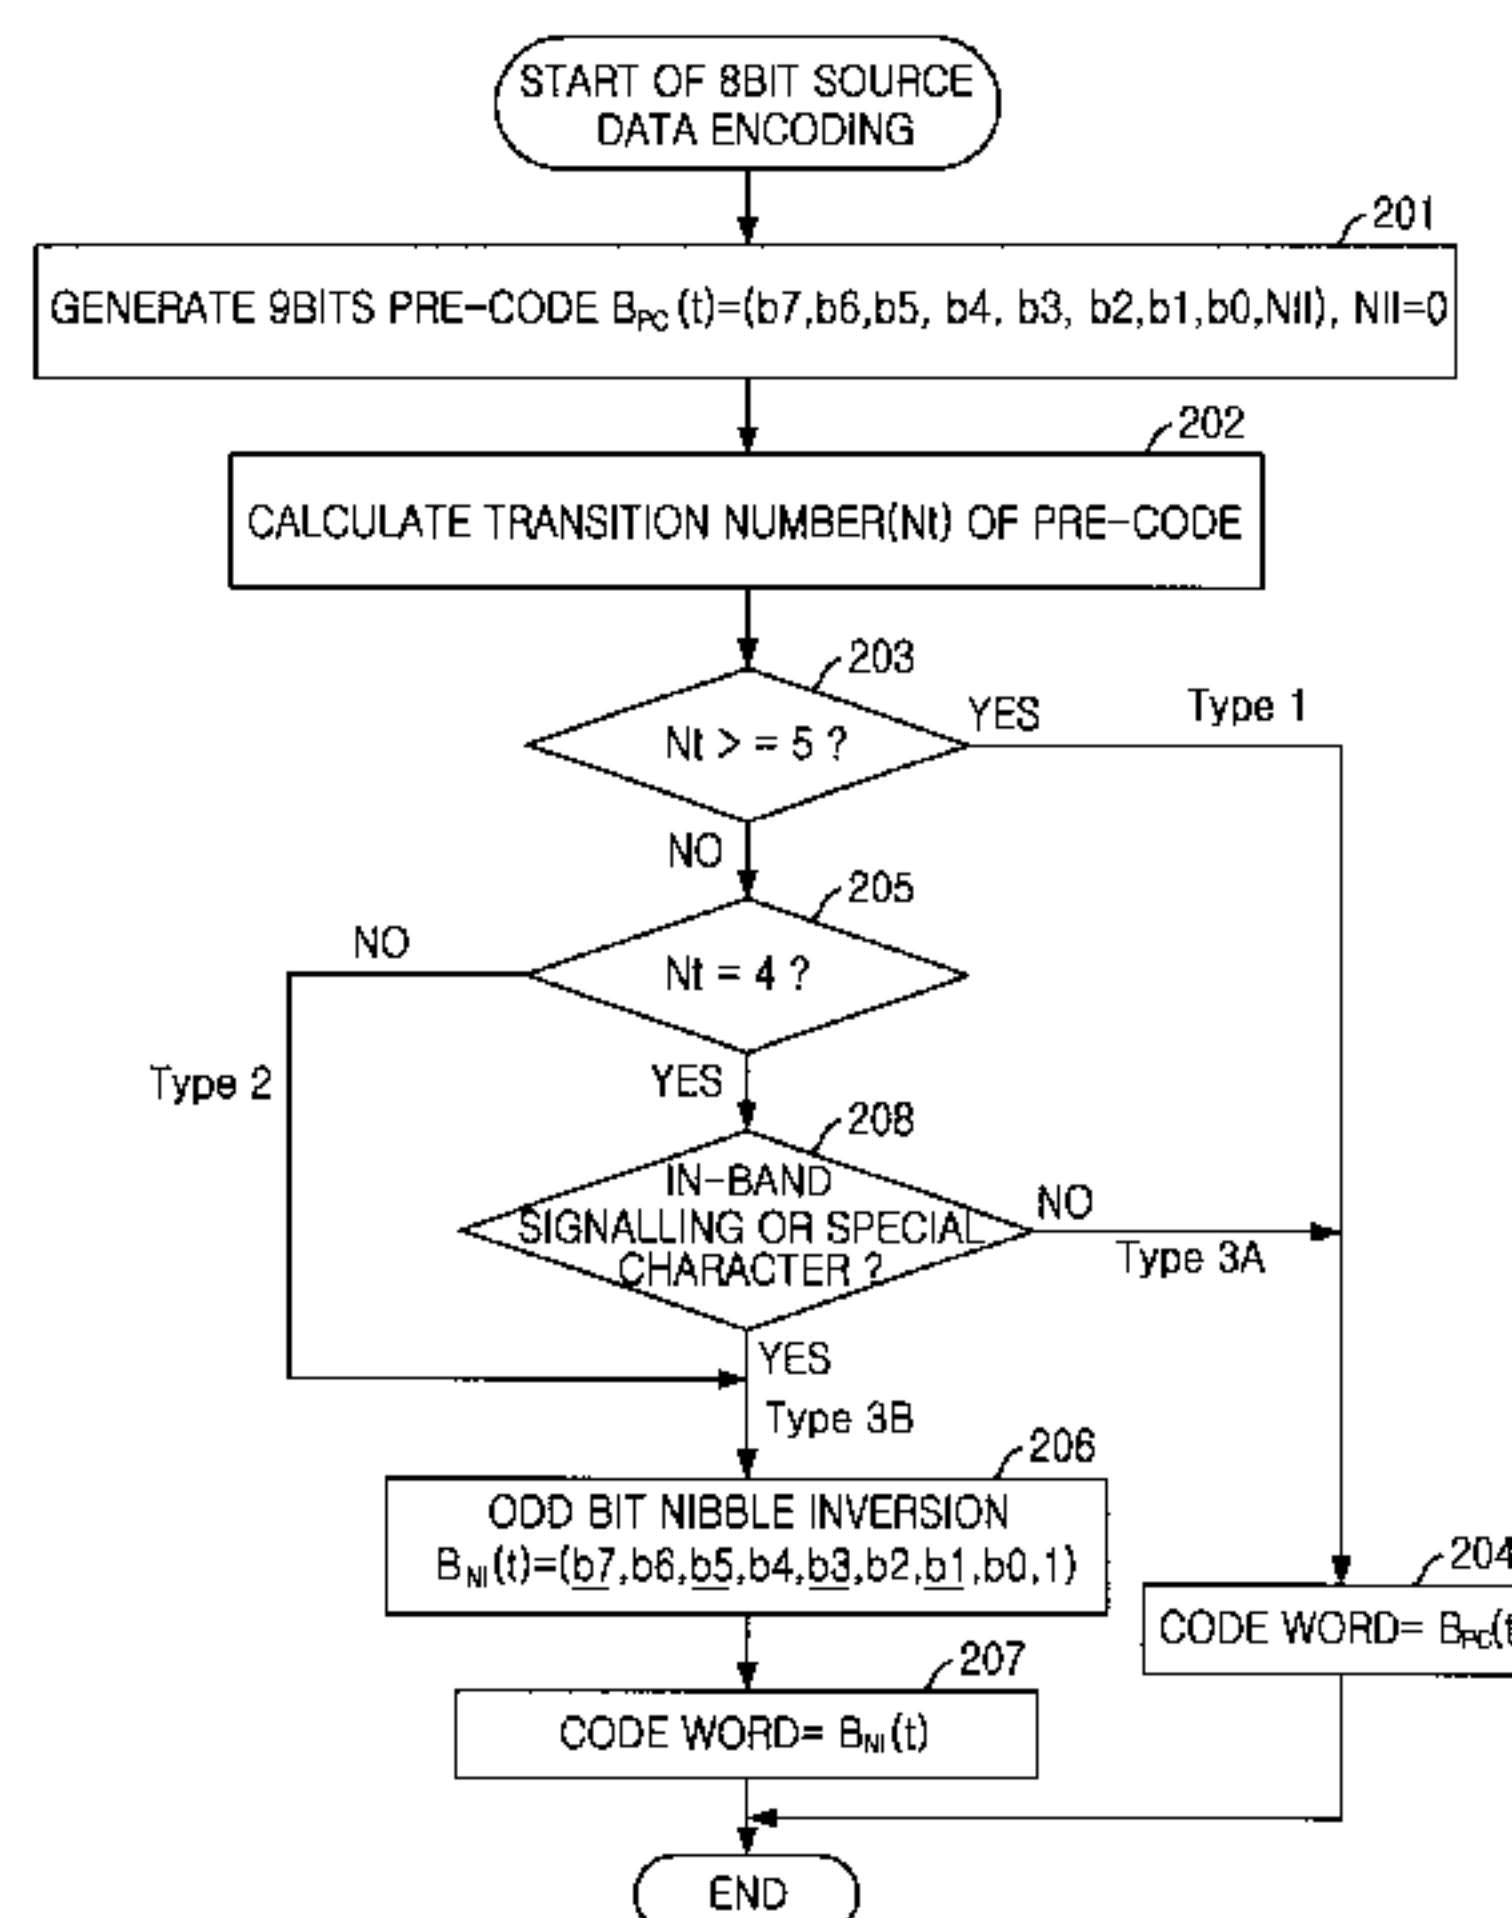 START OF 8BIT SOURCE
DATA ENCODING
201
GENERATE 9BITS PRE-CODE BPC (t)=(b7,b6,b5, b4, b3, b2,b1,b0,NII), NII=0
202
CALCULATE TRANSITION NUMBER(Nt) OF PRE-CODE
203
Nt > = 5 ?
YES
Type 1
NO
205
Nt = 4 ?
NO
Type 2
YES
208
IN-BAND
SIGNALLING OR SPECIAL
CHARACTER ?
NO
Type 3A
YES
Type 3B
206
ODD BIT NIBBLE INVERSION
BNI (t)=(b7,b6,b5,b4,b3,b2,b1,b0,1)
204
CODE WORD= BPC(t
207
CODE WORD= BNI (t)
END